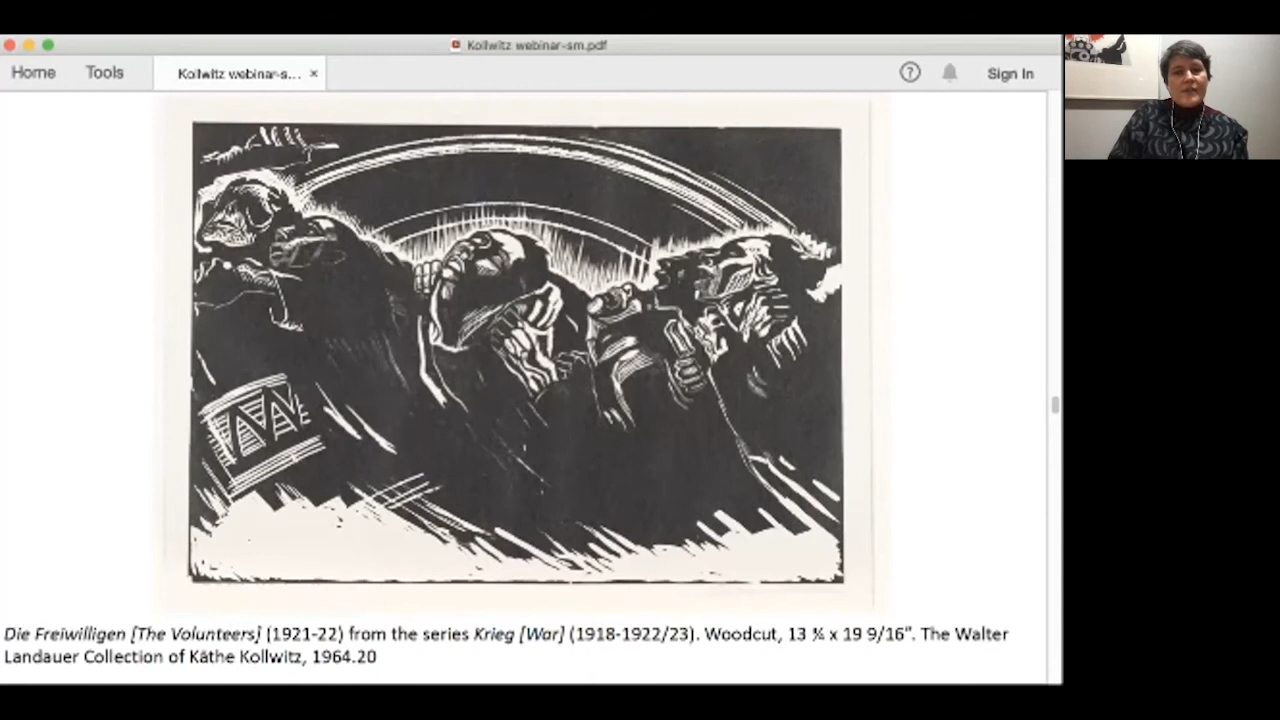 Kollwitz webinar-sm.pdf
Home Tools Kollwitz webinar-s... × Sign In
Die Freiwilligen [The Volunteers] (1921-22) from the series Krieg [War] (1918-1922/23). Woodcut, 13 ¾ x 19 9/16". The Walter
Landauer Collection of Käthe Kollwitz, 1964.20